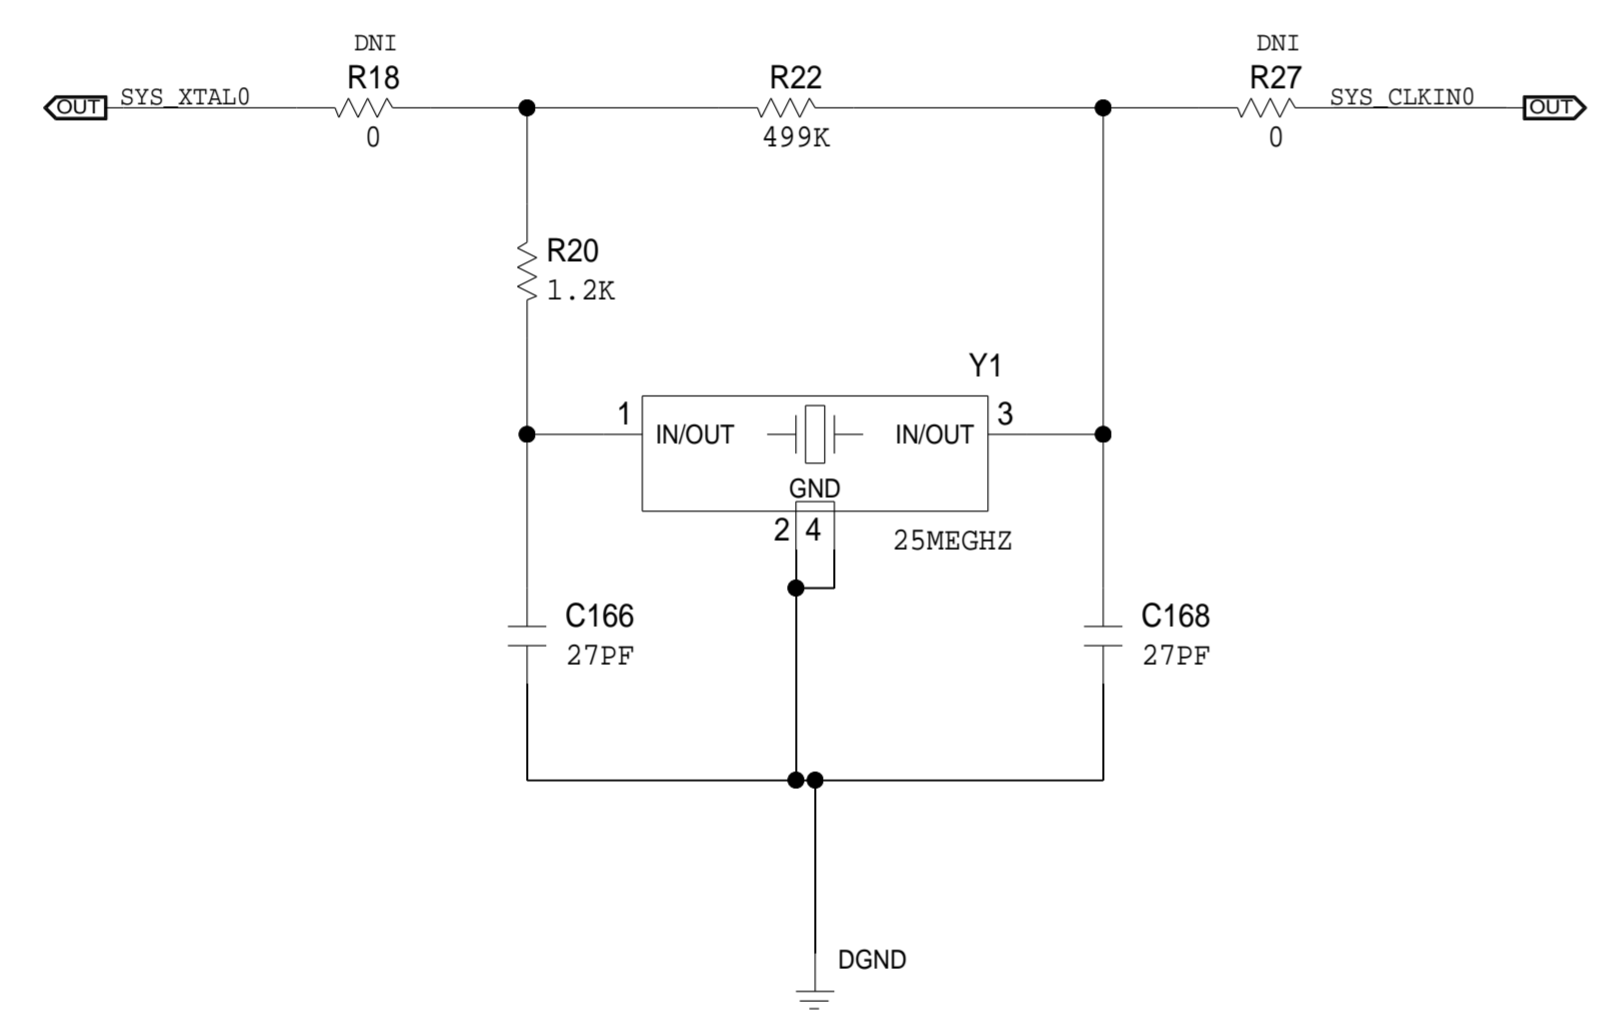 DNI
R18
0
OUT
SYS_XTAL0
R22
499K
DNI
R27
0
SYS_CLKIN0
OUT
R20
1.2K
Y1
1
IN/OUT
IN/OUT
3
GND
2
4
25MEGHZ
C166
27PF
C168
27PF
DGND